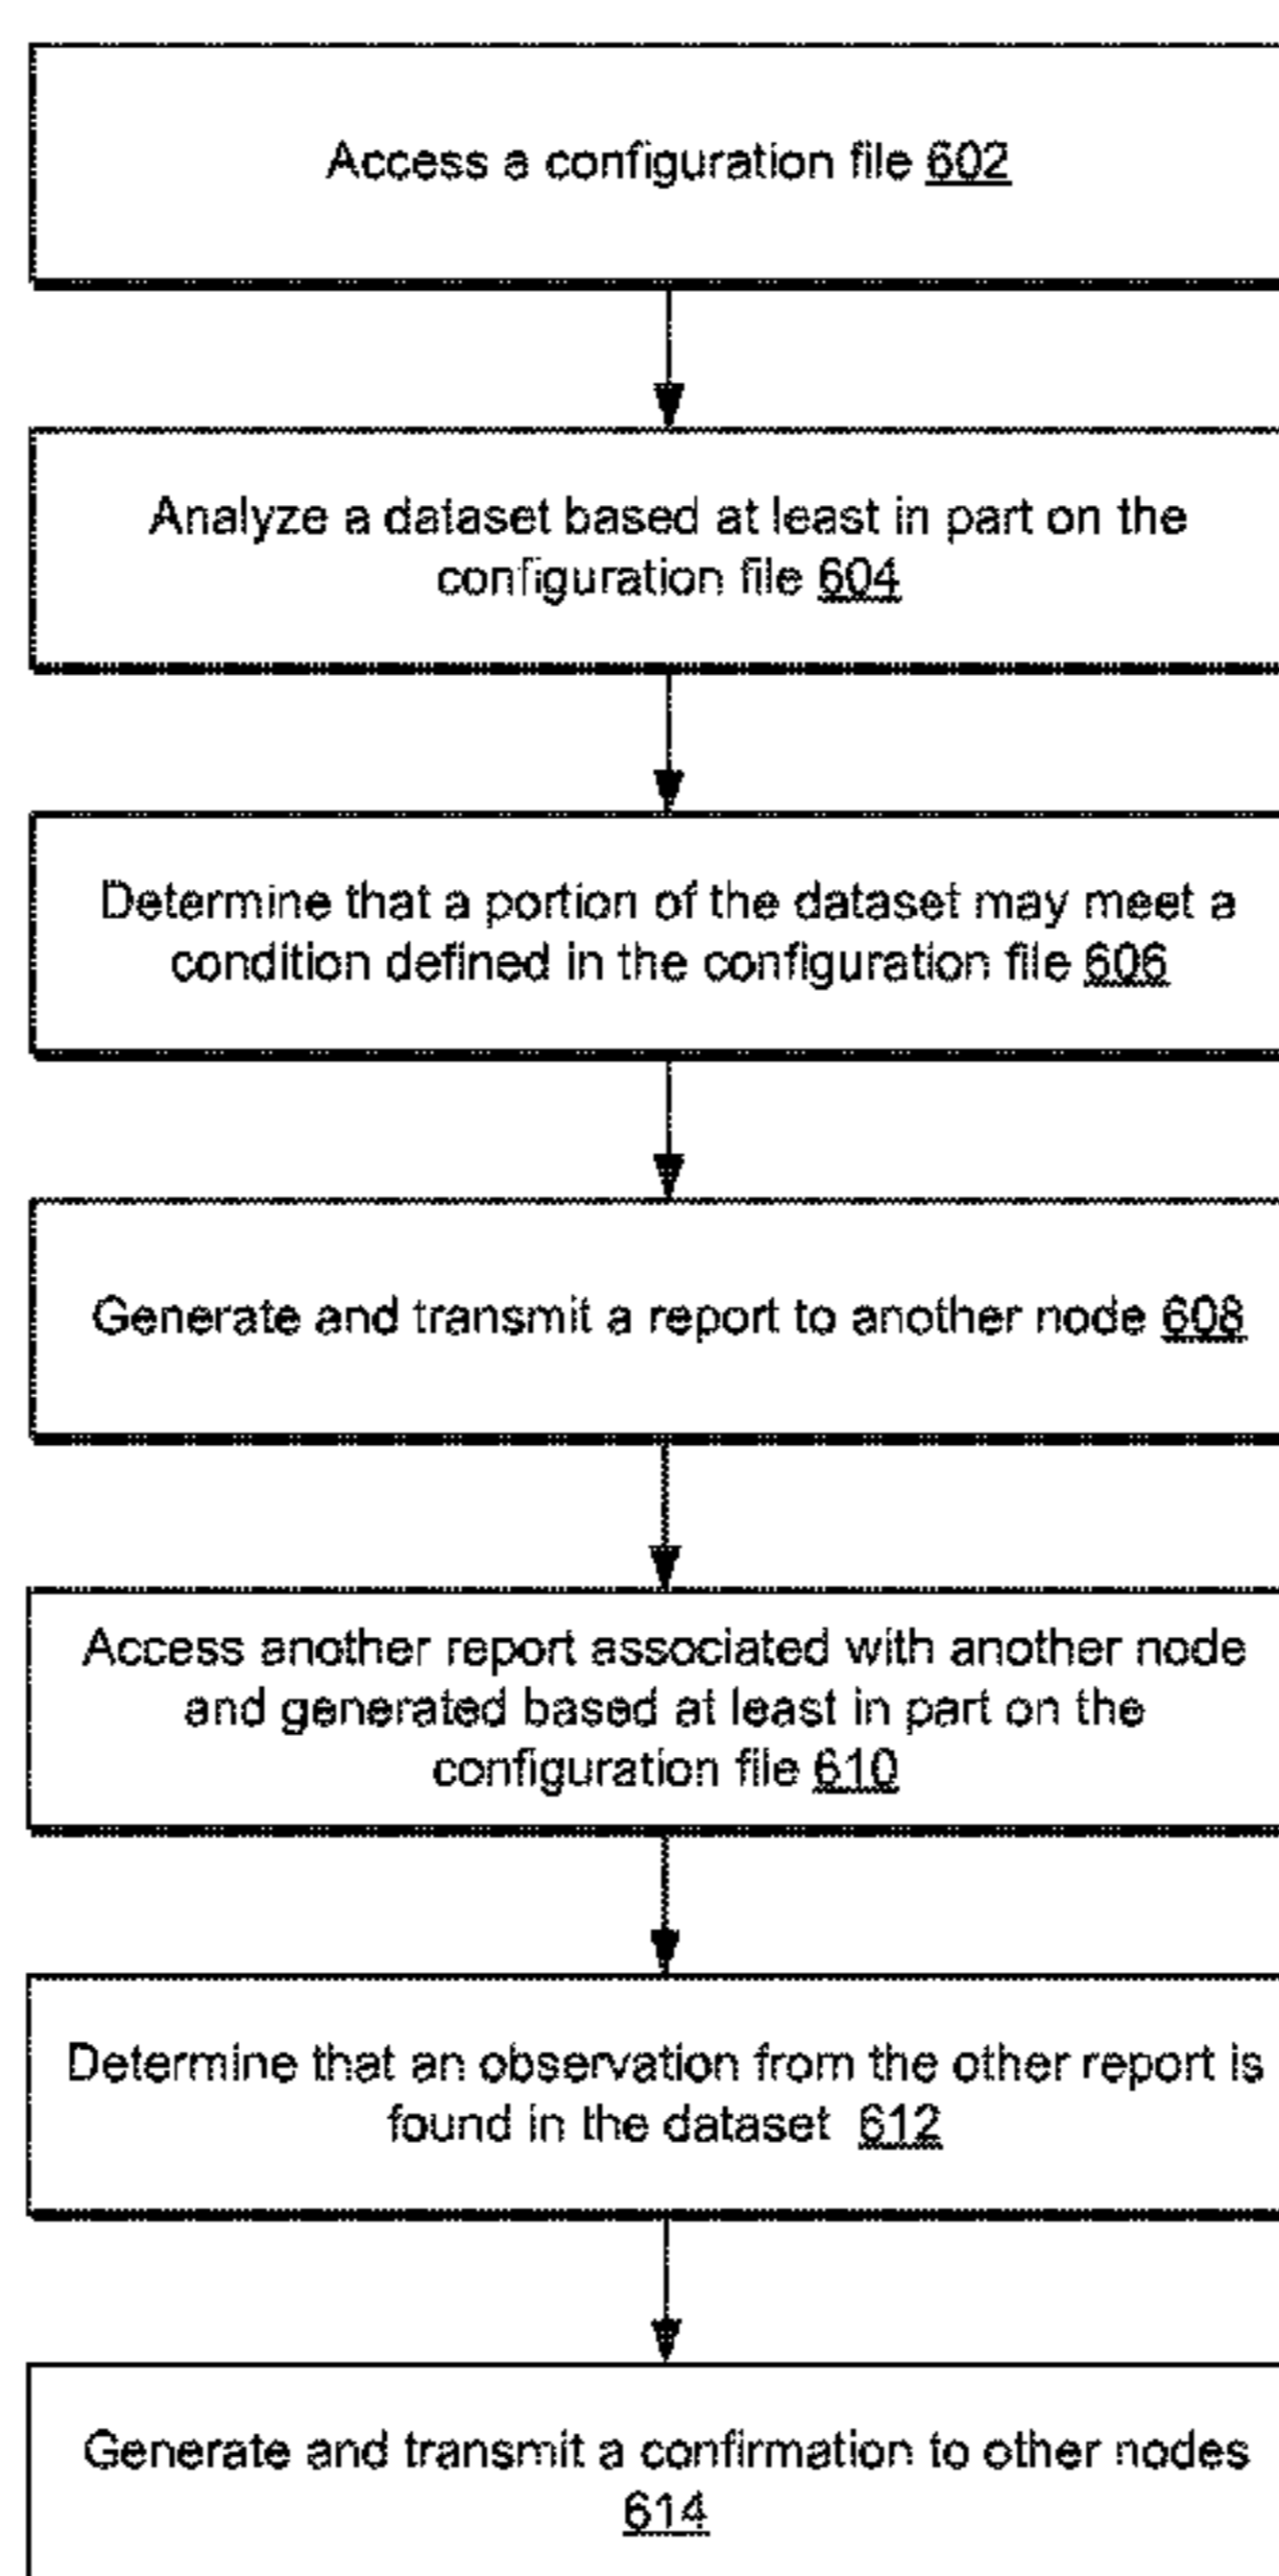 Access a configuration file 602
Analyze a dataset based at least in part on the
configuration file 604
Determine that a portion of the dataset may meet a
condition defined in the configuration file 606
Generate and transmit a report to another node 608
Access another report associated with another node
and generated based at least in part on the
configuration file 610
Determine that an observation from the other report is
found in the dataset 612
Generate and transmit a confirmation to other nodes
614